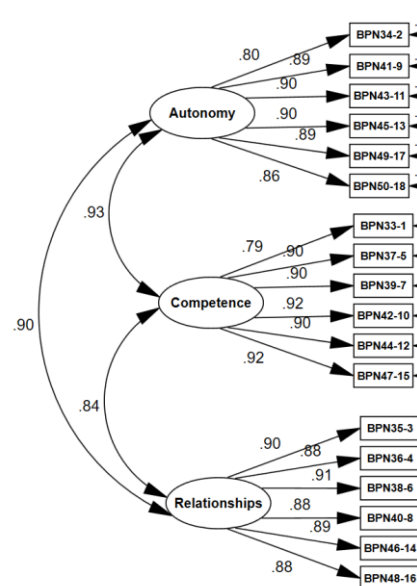 .80
BPN34-2
.89
BPN41-9
.90
BPN43-11
Autonomy
.90
BPN45-13
.89
BPN49-17
.86
BPN50-18
.93
.79
BPN33-1
.90
BPN37-5
.90
BPN39-7
Competence
.92
BPN42-10
.90
BPN44-12
.92
BPN47-15
.90
.84
.90
BPN35-3
.88
BPN36-4
.91
BPN38-6
Relationships
.88
BPN40-8
.89
BPN46-14
.88
BPN48-16